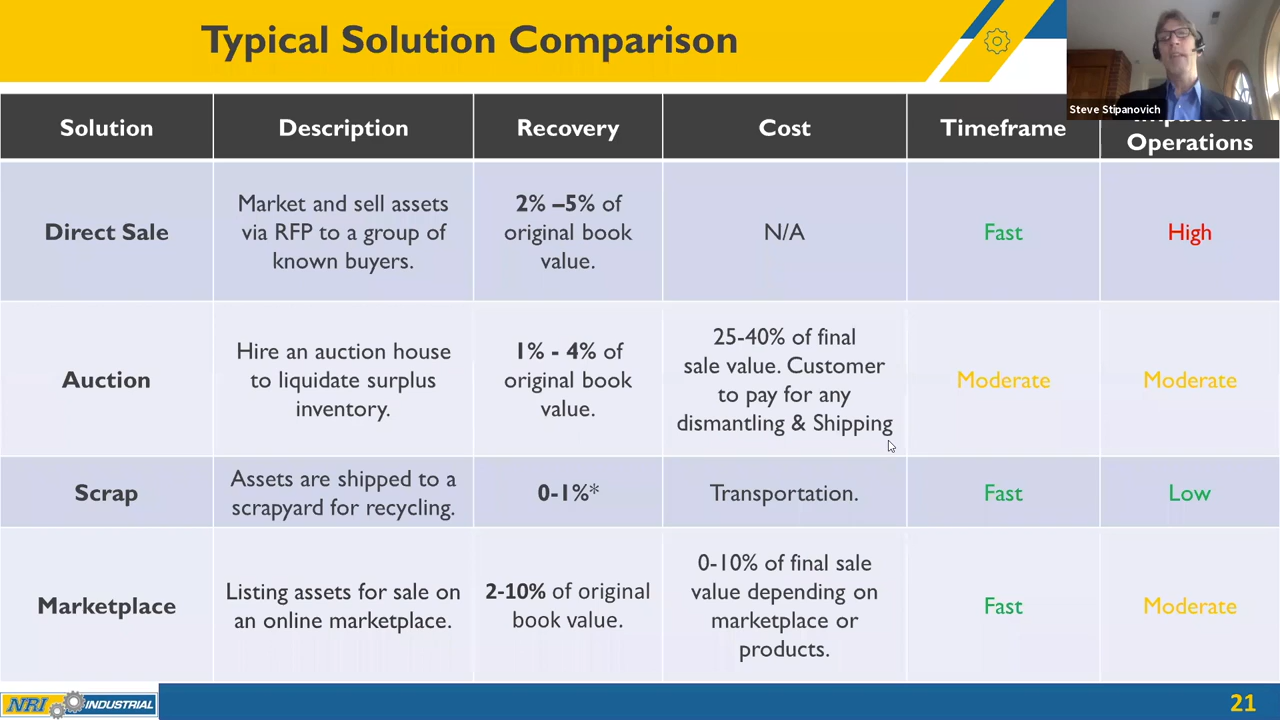 Typical Solution Comparison
Steve Stipanovich
Solution
Description
Recovery
Cost
Timeframe
Operations
Direct Sale
Market and sell assets
via RFP to a group of
known buyers.
2% –5% of
original book
value.
N/A
Fast
High
Auction
Hire an auction house
to liquidate surplus
inventory.
1% - 4% of
original book
value.
25-40% of final
sale value. Customer
to pay for any
dismantling & Shipping
Moderate
Moderate
Scrap
Assets are shipped to a
scrapyard for recycling.
0-1%*
Transportation.
Fast
Low
Marketplace
Listing assets for sale on
an online marketplace.
2-10% of original
book value.
0-10% of final sale
value depending on
marketplace or
products.
Fast
Moderate
NRI INDUSTRIAL
21